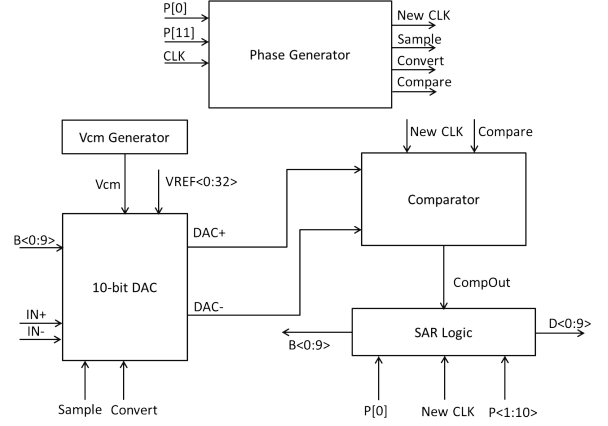 P[0]
P[11]
CLK
Phase Generator
New CLK
Sample
Convert
Compare
Vcm Generator
Vcm
VREF<0:32>
New CLK
Compare
Comparator
B<0:9>
10-bit DAC
DAC+
DAC-
IN+
IN-
Sample
Convert
CompOut
B<0:9>
SAR Logic
D<0:9>
P[0]
New CLK
P<1:10>